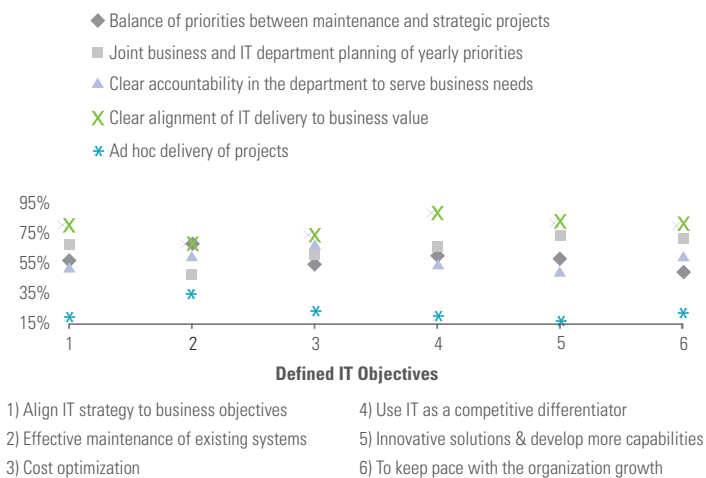 Balance of priorities between maintenance and strategic projects
Joint business and IT department planning of yearly priorities
Clear accountability in the department to serve business needs
Clear alignment of IT delivery to business value
Ad hoc delivery of projects
95%
75%
55%
35%
15%
1 2 3 4 5 6
Defined IT Objectives
1) Align IT strategy to business objectives
2) Effective maintenance of existing systems
3) Cost optimization
4) Use IT as a competitive differentiator
5) Innovative solutions & develop more capabilities
6) To keep pace with the organization growth